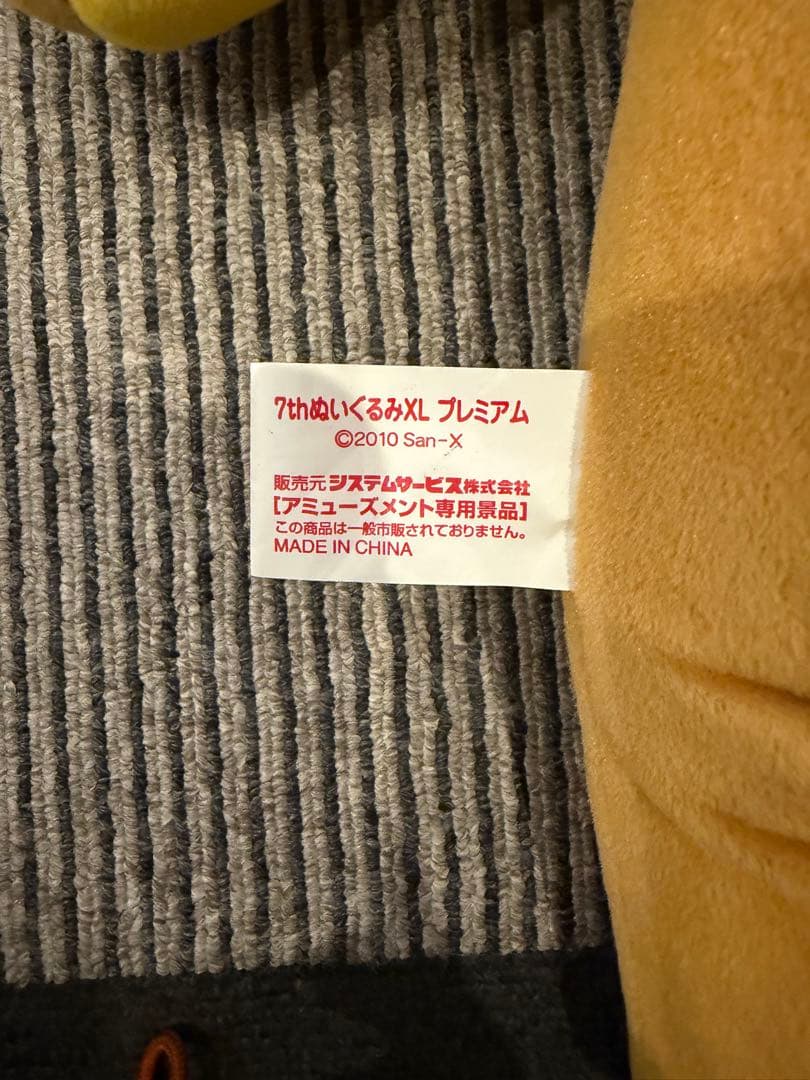 7thぬいぐるみXL プレミアム
©2010 San-X
販売元 システムサービス株式会社
[アミューズメント専用景品]
この商品は一般市販されておりません。
MADE IN CHINA